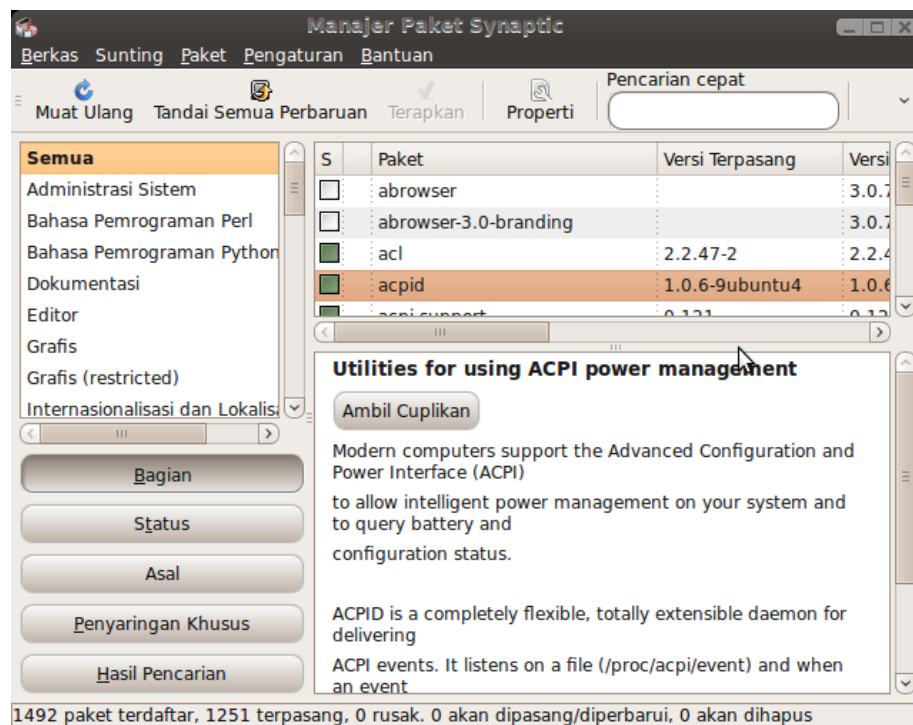 Manajer Paket Synaptic
Berkas Sunting Paket Pengaturan Bantuan
Muat Ulang Tandai Semua Perbaruan Terapkan Properti Pencarian cepat
Semua
Administrasi Sistem
Bahasa Pemrograman Perl
Bahasa Pemrograman Python
Dokumentasi
Editor
Grafis
Grafis (restricted)
Internasionalisasi dan Lokalis
Bagian
Status
Asal
Penyaringan Khusus
Hasil Pencarian
S Paket Versi Terpasang Versi
abrowser 3.0.7
abrowser-3.0-branding 3.0.7
acl 2.2.47-2 2.2.4
acpid 1.0.6-9ubuntu4 1.0.6
acpi-support 0.121 0.12
Utilities for using ACPI power management
Ambil Cuplikan
Modern computers support the Advanced Configuration and
Power Interface (ACPI)
to allow intelligent power management on your system and
to query battery and
configuration status.
ACPID is a completely flexible, totally extensible daemon for
delivering
ACPI events. It listens on a file (/proc/acpi/event) and when
an event
1492 paket terdaftar, 1251 terpasang, 0 rusak. 0 akan dipasang/diperbarui, 0 akan dihapus